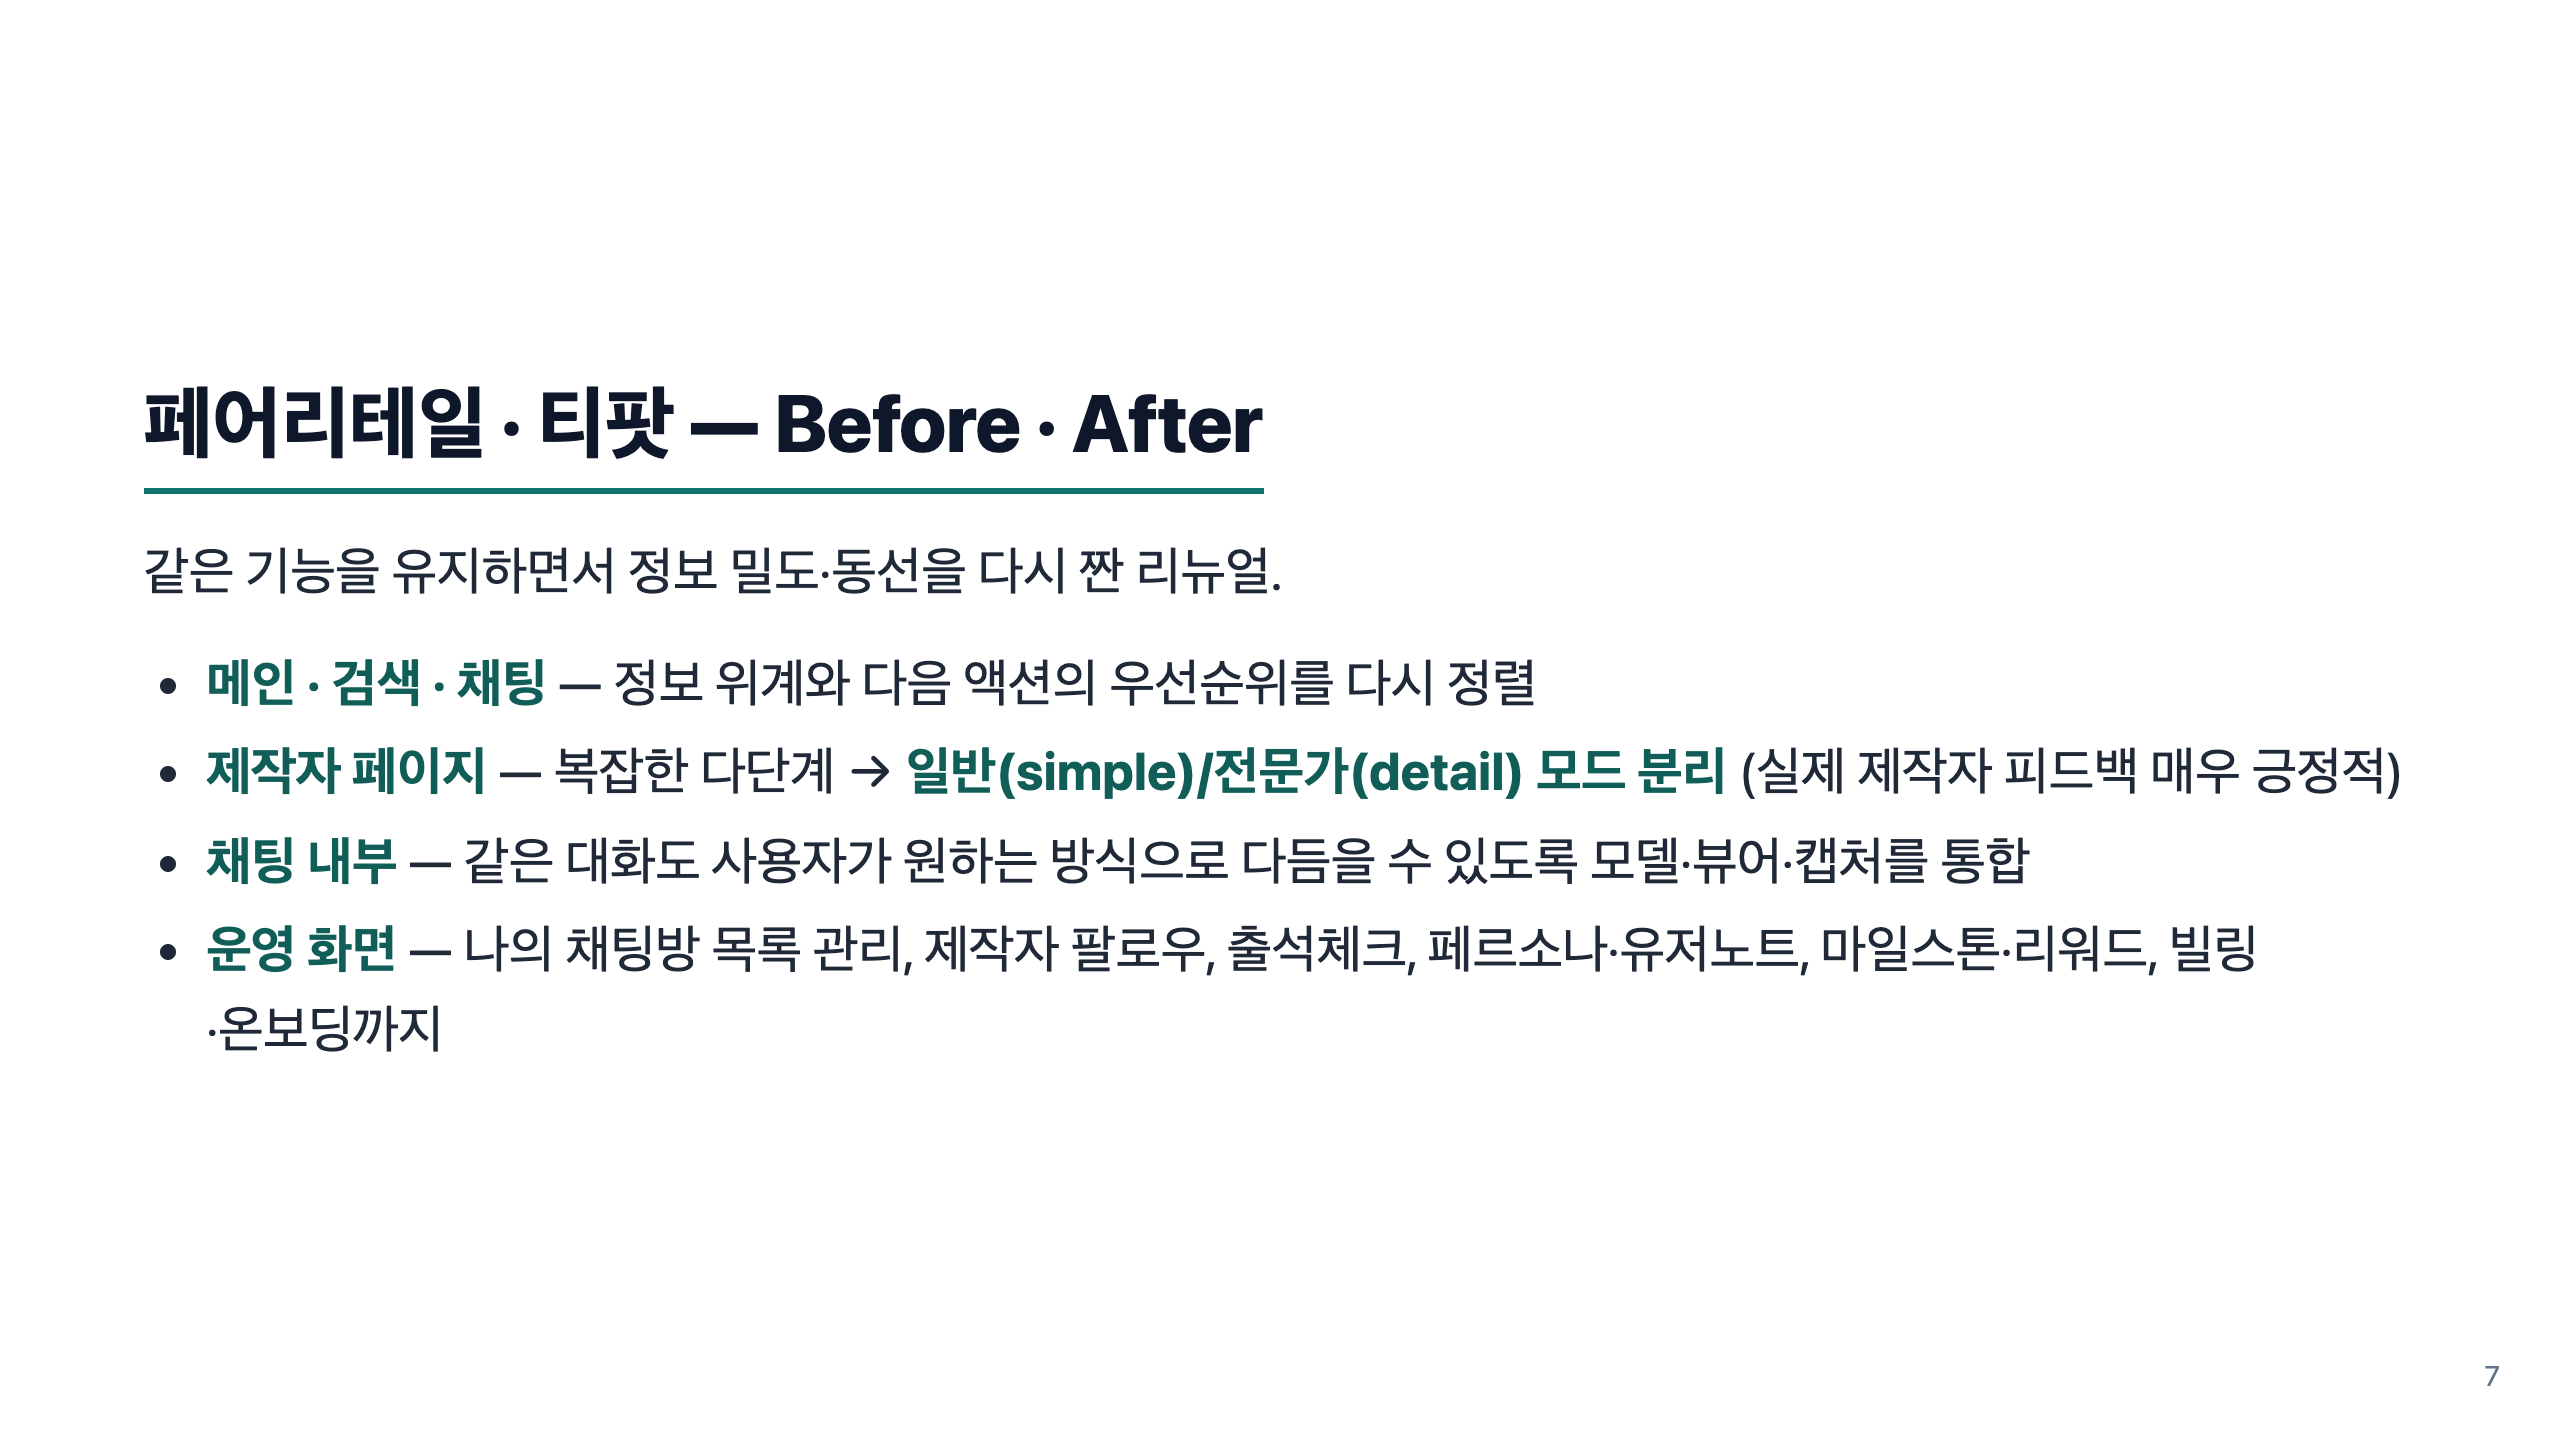 페어리테일 · 티팟 — Before · After
같은 기능을 유지하면서 정보 밀도·동선을 다시 짠 리뉴얼.
• 메인 · 검색 · 채팅 — 정보 위계와 다음 액션의 우선순위를 다시 정렬
• 제작자 페이지 — 복잡한 다단계 → 일반(simple)/전문가(detail) 모드 분리 (실제 제작자 피드백 매우 긍정적)
• 채팅 내부 — 같은 대화도 사용자가 원하는 방식으로 다듬을 수 있도록 모델·뷰어·캡처를 통합
• 운영 화면 — 나의 채팅방 목록 관리, 제작자 팔로우, 출석체크, 페르소나·유저노트, 마일스톤·리워드, 빌링
·온보딩까지
7